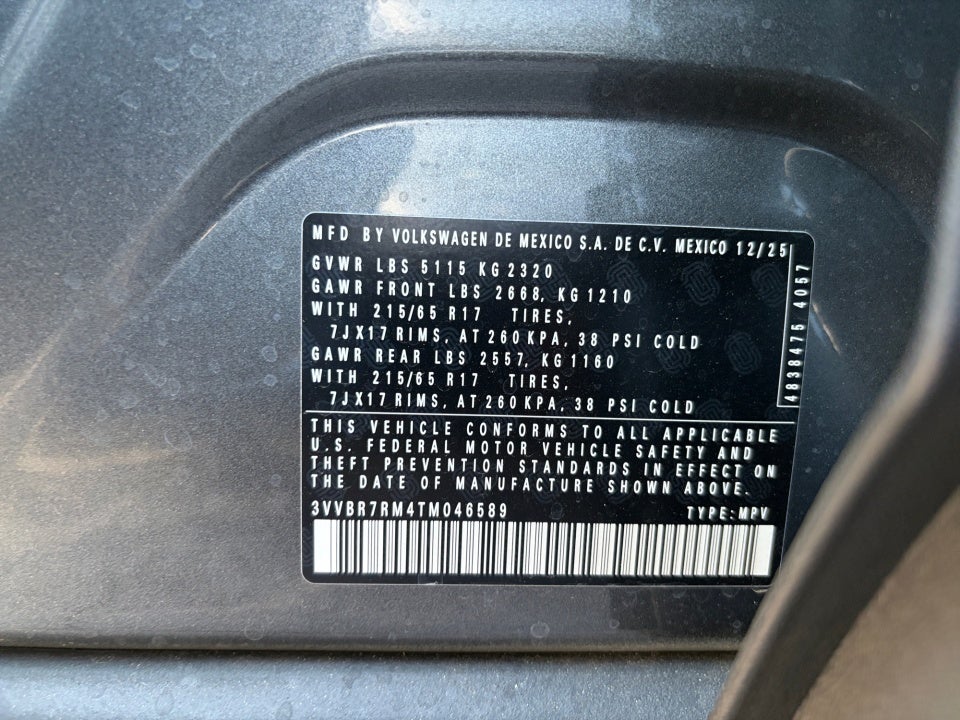 MFD BY VOLKSWAGEN DE MEXICO S.A. DE C.V. MEXICO 12/25
GVWR LBS 5115 KG 2320
GAWR FRONT LBS 2668, KG 1210
WITH 215/65 R17 TIRES,
7JX17 RIMS, AT 260 KPA, 38 PSI COLD
GAWR REAR LBS 2557, KG 1160
WITH 215/65 R17 TIRES,
7JX17 RIMS, AT 260 KPA, 38 PSI COLD
4838475 4057
THIS VEHICLE CONFORMS TO ALL APPLICABLE
U.S. FEDERAL MOTOR VEHICLE SAFETY AND
THEFT PREVENTION STANDARDS IN EFFECT ON
THE DATE OF MANUFACTURE SHOWN ABOVE.
3VVBR7RM4TM046589 TYPE:MPV